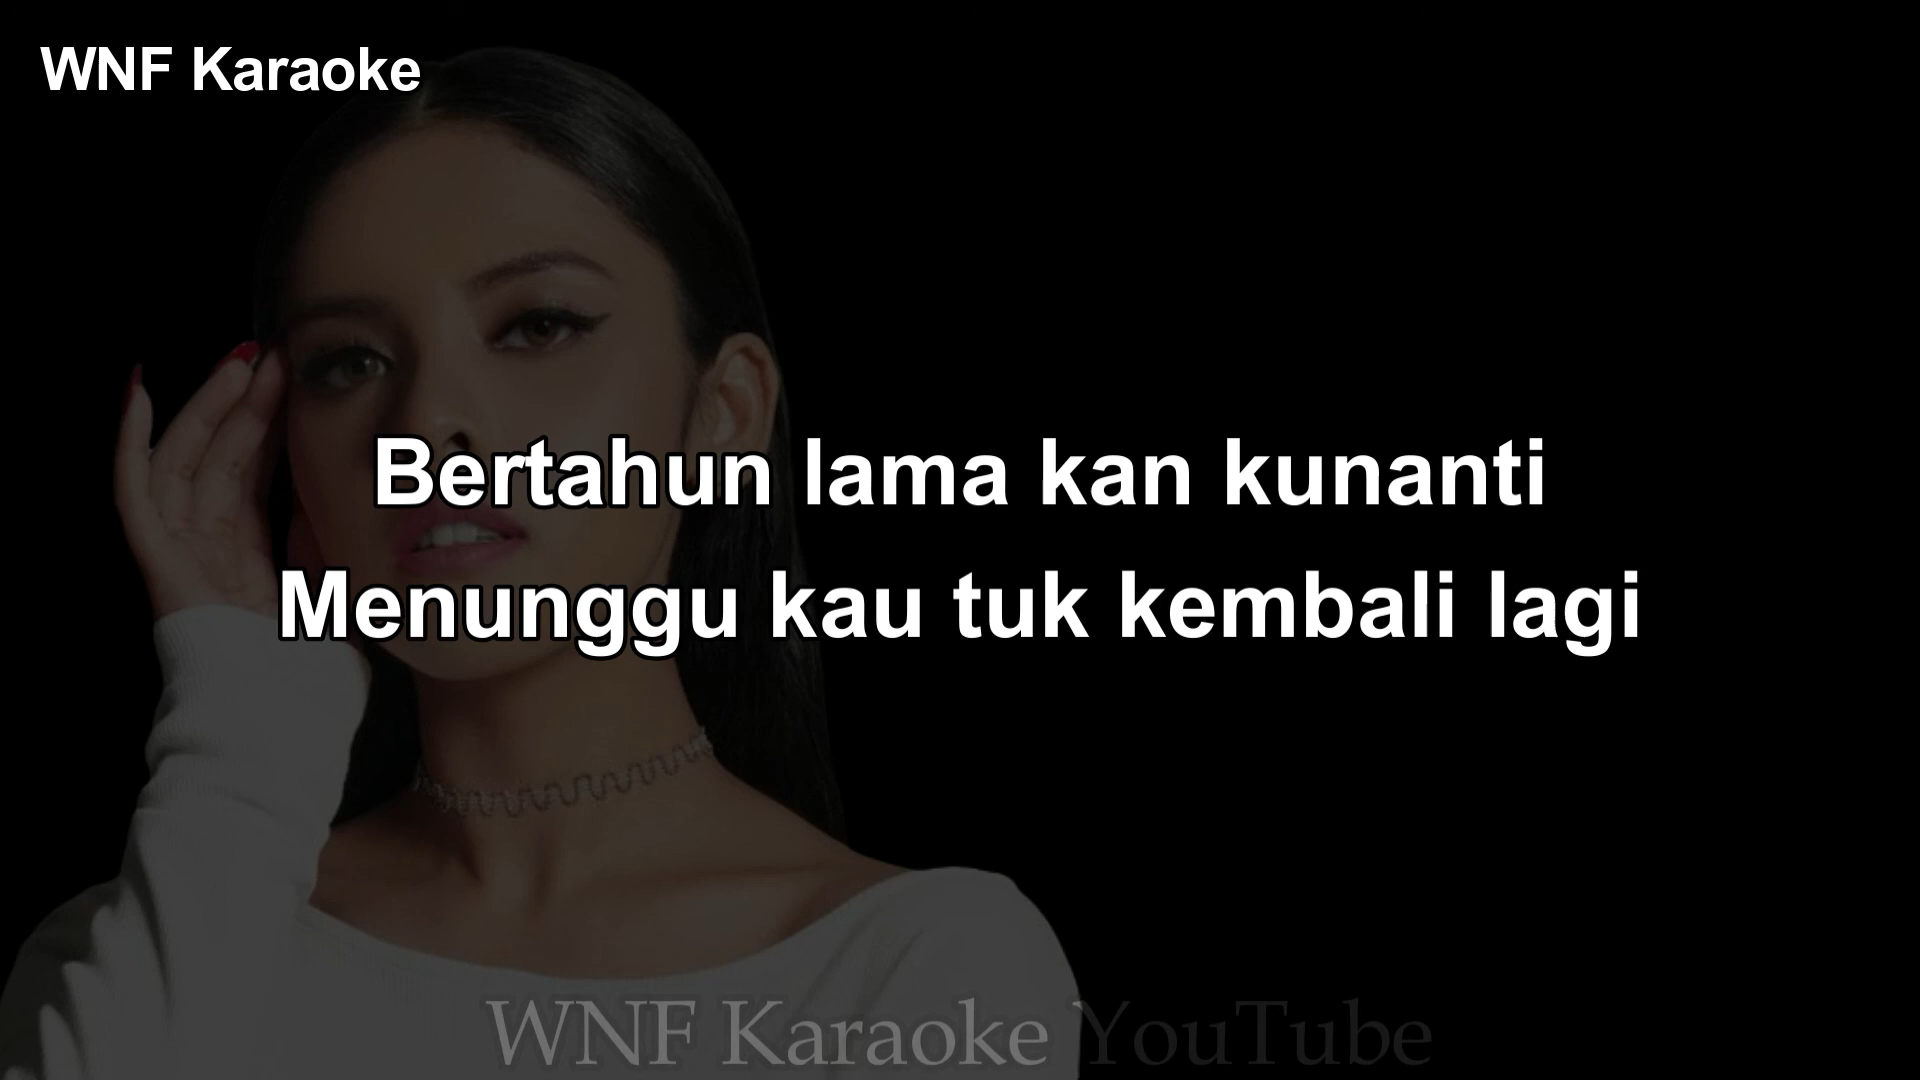 WNF Karaoke
Bertahun lama kan kunanti
Menunggu kau tuk kembali lagi
WNF Karaoke YouTube